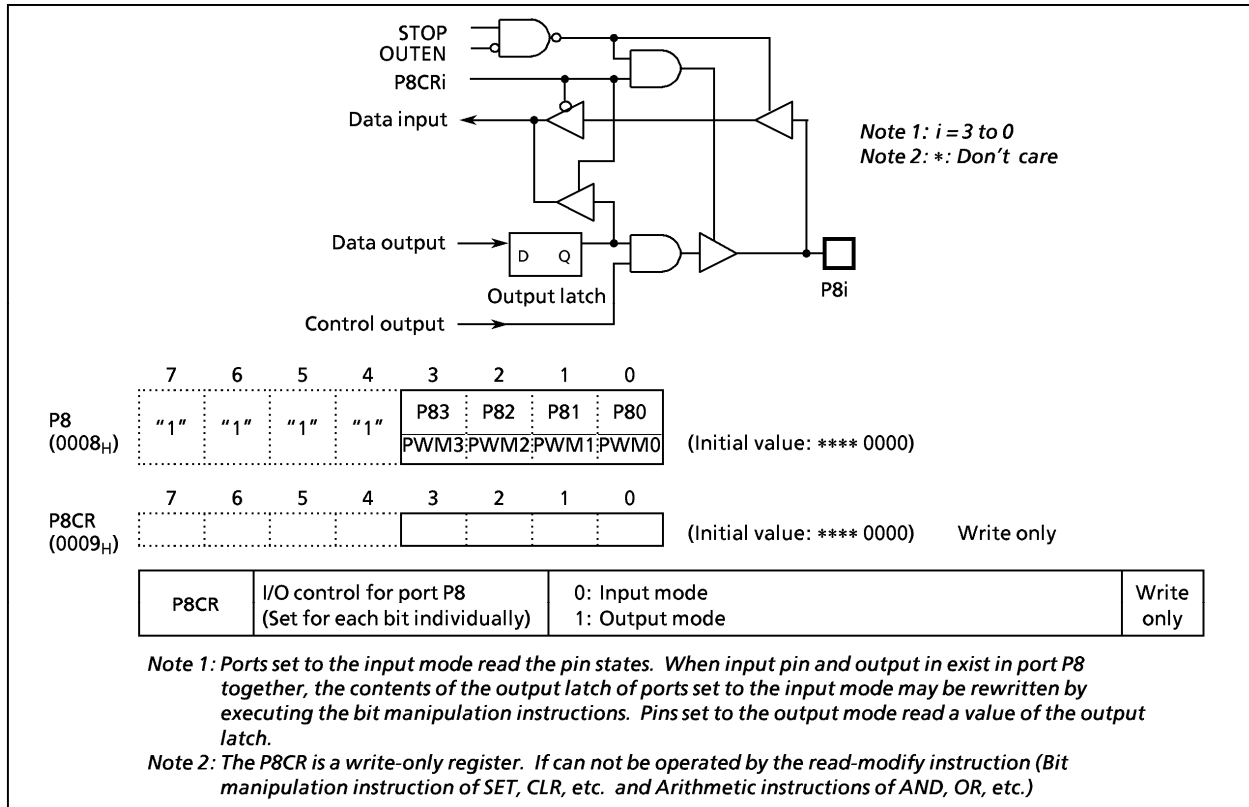 STOP
OUTEN
P8CRi
Data input
Note 1: i = 3 to 0
Note 2: *: Don't care
Data output
D Q
Output latch
P8i
Control output
7 6 5 4 3 2 1 0
P8
(0008H)
"1" "1" "1" "1" P83 P82 P81 P80
PWM3 PWM2 PWM1 PWM0
(Initial value: **** 0000)
7 6 5 4 3 2 1 0
P8CR
(0009H)
(Initial value: **** 0000) Write only
P8CR
I/O control for port P8
(Set for each bit individually)
0: Input mode
1: Output mode
Write
only
Note 1: Ports set to the input mode read the pin states. When input pin and output in exist in port P8
together, the contents of the output latch of ports set to the input mode may be rewritten by
executing the bit manipulation instructions. Pins set to the output mode read a value of the output
latch.
Note 2: The P8CR is a write-only register. If can not be operated by the read-modify instruction (Bit
manipulation instruction of SET, CLR, etc. and Arithmetic instructions of AND, OR, etc.)